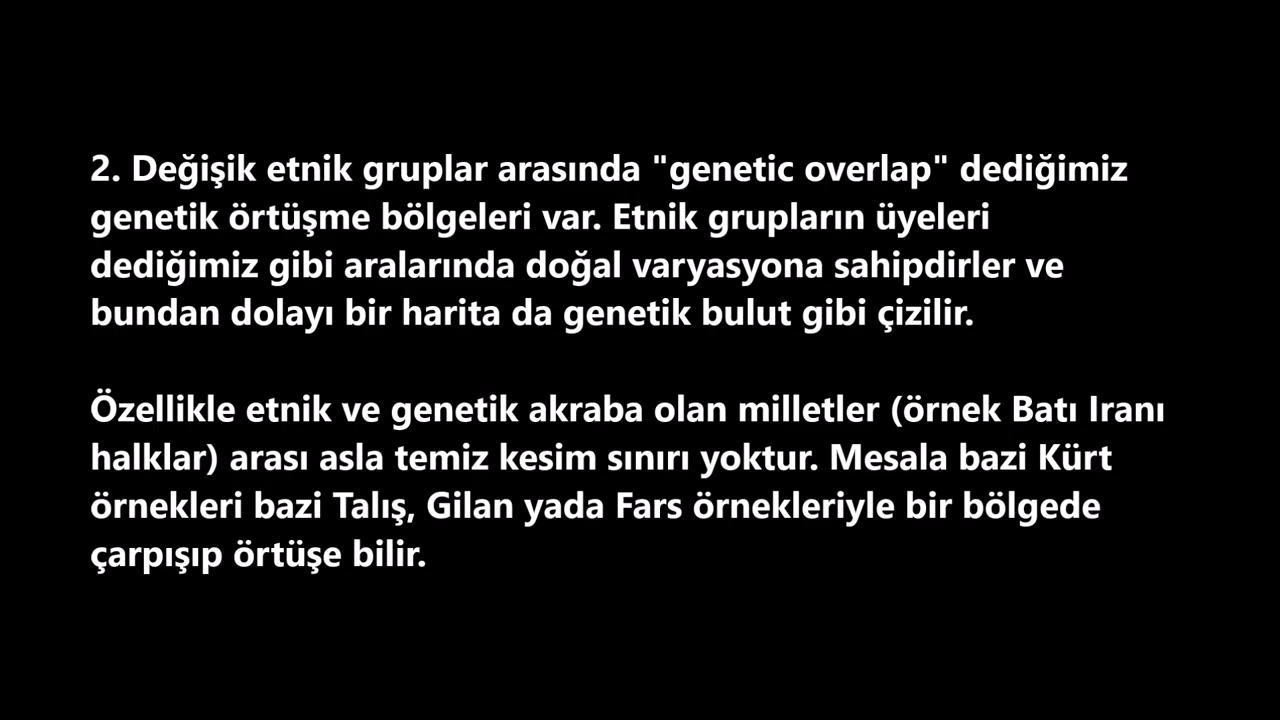 2. Değişik etnik gruplar arasında "genetic overlap" dediğimiz
genetik örtüşme bölgeleri var. Etnik grupların üyeleri
dediğimiz gibi aralarında doğal varyasyona sahipdirler ve
bundan dolayı bir harita da genetik bulut gibi çizilir.
Özellikle etnik ve genetik akraba olan milletler (örnek Batı Iranı
halklar) arası asla temiz kesim sınırı yoktur. Mesala bazi Kürt
örnekleri bazi Talış, Gilan yada Fars örnekleriyle bir bölgede
çarpışıp örtüşe bilir.